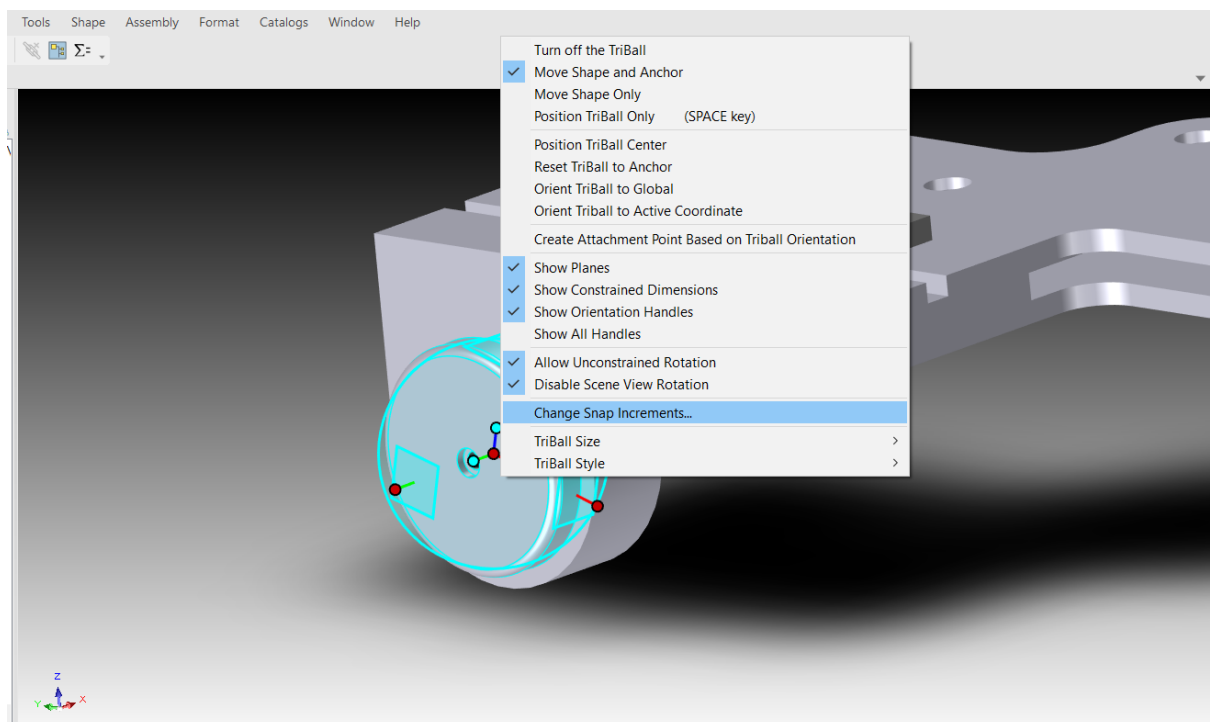 Tools Shape Assembly Format Catalogs Window Help
Σ=
Turn off the TriBall
Move Shape and Anchor
Move Shape Only
Position TriBall Only (SPACE key)
Position TriBall Center
Reset TriBall to Anchor
Orient TriBall to Global
Orient Triball to Active Coordinate
Create Attachment Point Based on Triball Orientation
Show Planes
Show Constrained Dimensions
Show Orientation Handles
Show All Handles
Allow Unconstrained Rotation
Disable Scene View Rotation
Change Snap Increments...
TriBall Size
TriBall Style
Z
Y X